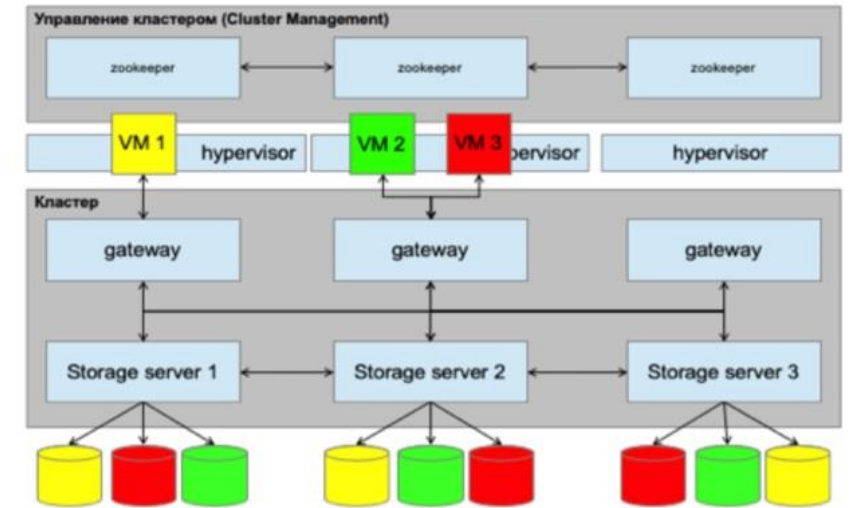 Управление кластером (Cluster Management)
zookeeper
zookeeper
zookeeper
VM 1
hypervisor
VM 2
VM 3
pervisor
hypervisor
Кластер
gateway
gateway
gateway
Storage server 1
Storage server 2
Storage server 3